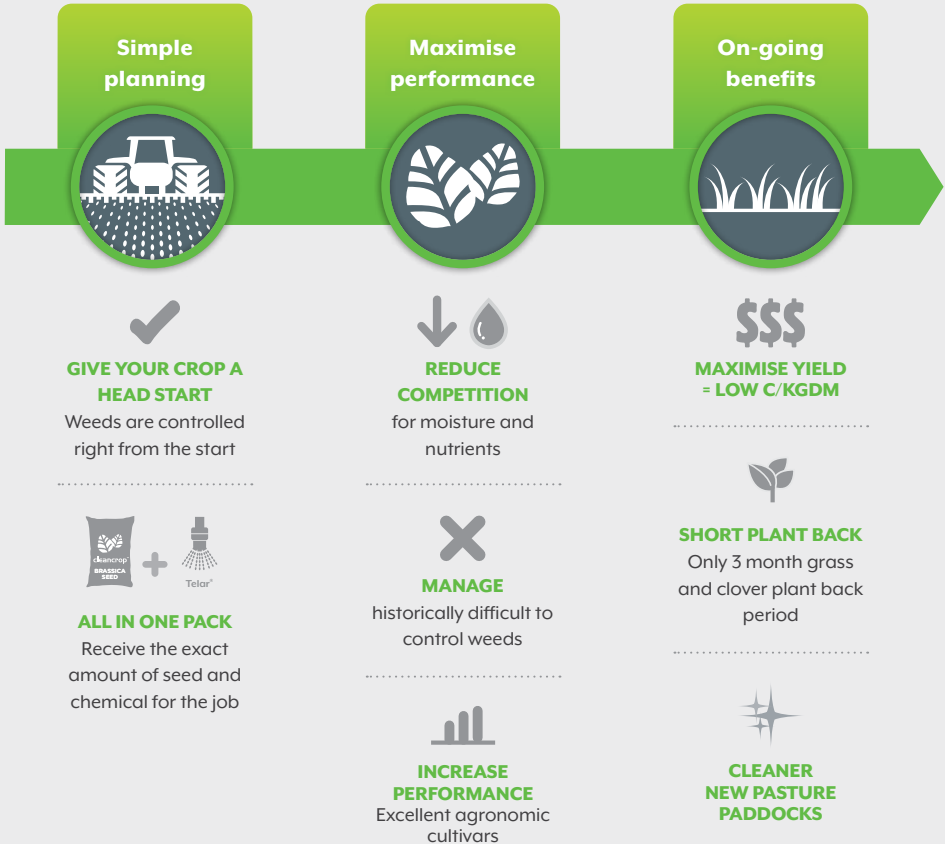 Simple
planning
Maximise
performance
On-going
benefits
GIVE YOUR CROP A
HEAD START
Weeds are controlled
right from the start
cleancrop™
BRASSICA
SEED
Telar®
ALL IN ONE PACK
Receive the exact
amount of seed and
chemical for the job
REDUCE
COMPETITION
for moisture and
nutrients
MANAGE
historically difficult to
control weeds
INCREASE
PERFORMANCE
Excellent agronomic
cultivars
$$$
MAXIMISE YIELD
= LOW C/KGDM
SHORT PLANT BACK
Only 3 month grass
and clover plant back
period
CLEANER
NEW PASTURE
PADDOCKS